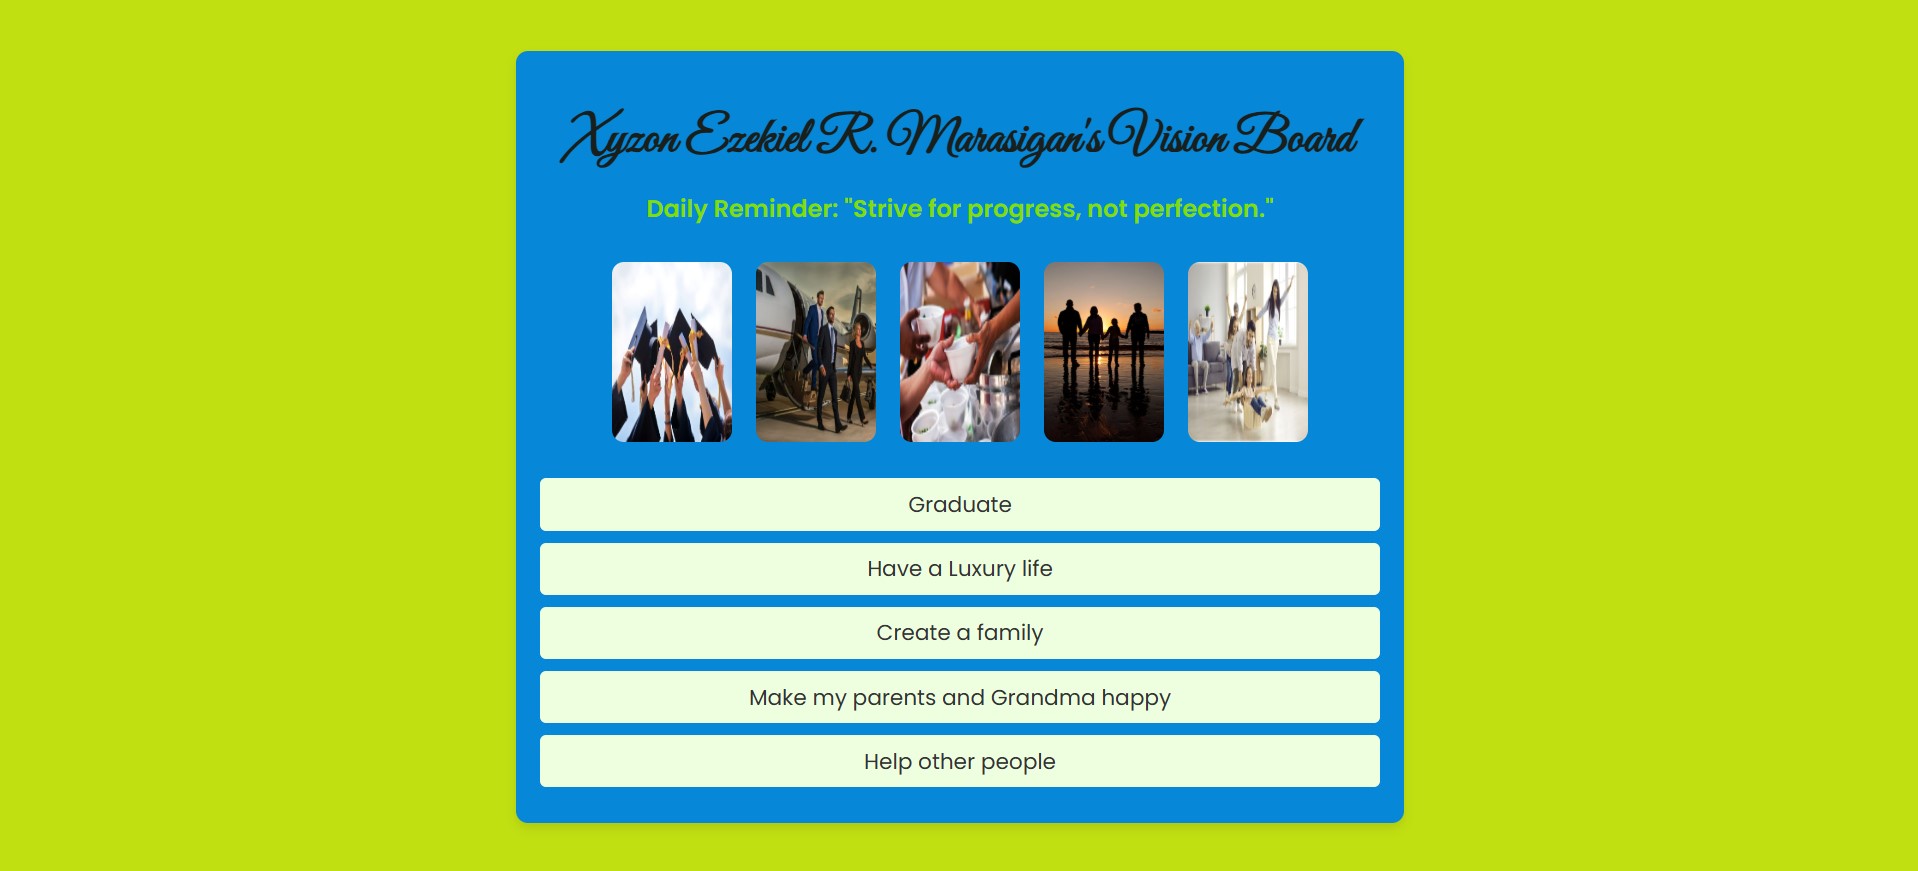 Xyzon Ezekiel R. Marasigan's Vision Board
Daily Reminder: "Strive for progress, not perfection."
Graduate
Have a Luxury life
Create a family
Make my parents and Grandma happy
Help other people